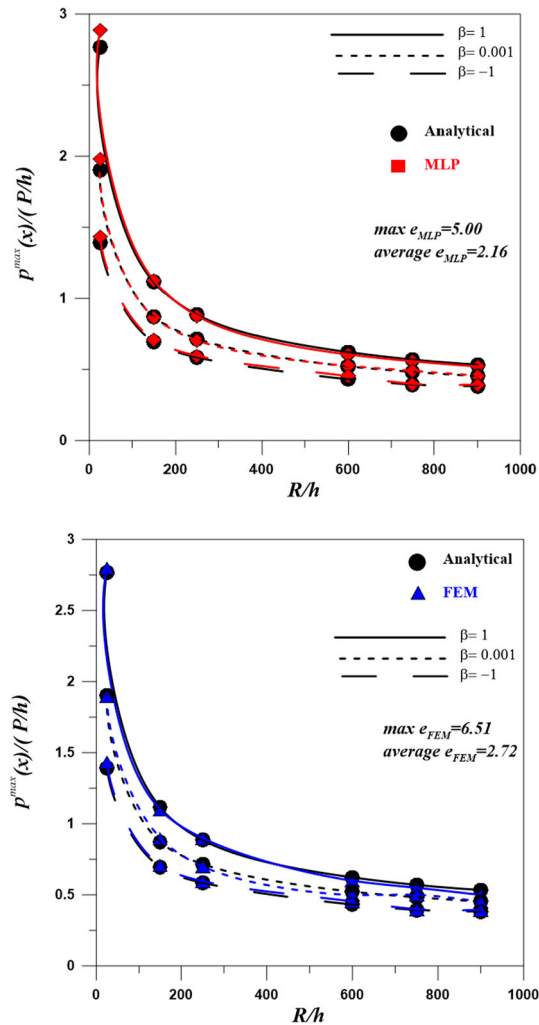 3
β= 1
β= 0.001
β= −1
Analytical
MLP
2
max e_MLP=5.00
average e_MLP=2.16
p^max(x)/( P/h)
1
0
0 200 400 600 800 1000
R/h
3
Analytical
FEM
2.5
β= 1
β= 0.001
β= −1
2
max e_FEM=6.51
average e_FEM=2.72
p^max(x)/( P/h)
1.5
1
0.5
0
0 200 400 600 800 1000
R/h